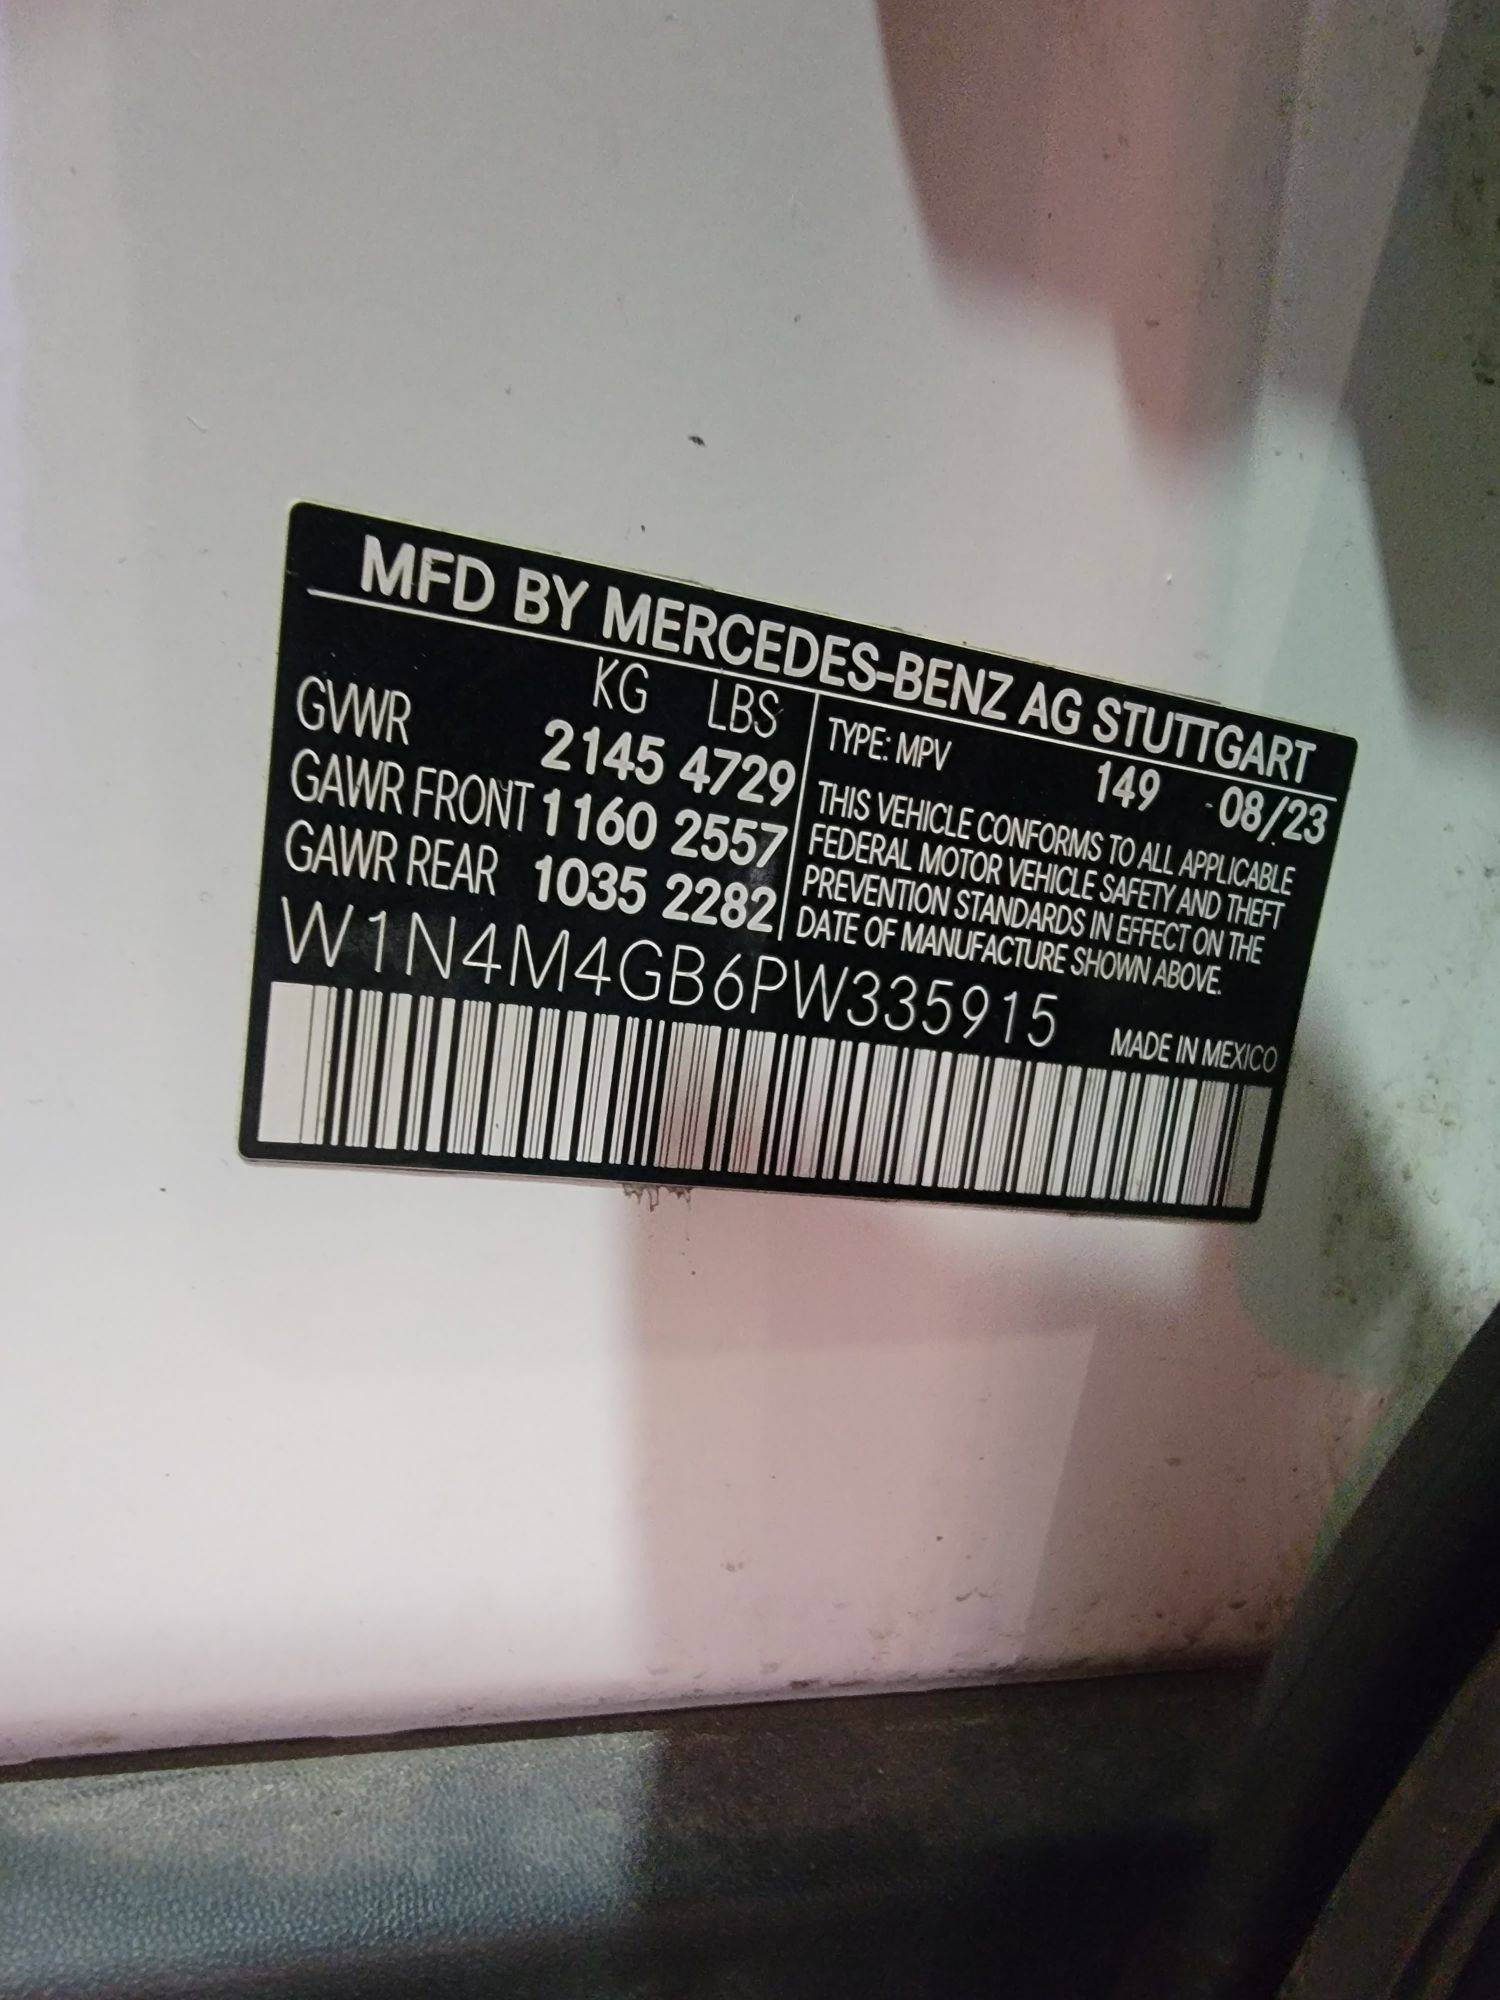 MFD BY MERCEDES-BENZ AG STUTTGART
KG LBS
GVWR 2145 4729
GAWR FRONT 1160 2557
GAWR REAR 1035 2282
TYPE: MPV 149 08/23
THIS VEHICLE CONFORMS TO ALL APPLICABLE
FEDERAL MOTOR VEHICLE SAFETY AND THEFT
PREVENTION STANDARDS IN EFFECT ON THE
DATE OF MANUFACTURE SHOWN ABOVE.
W1N4M4GB6PW335915
MADE IN MEXICO